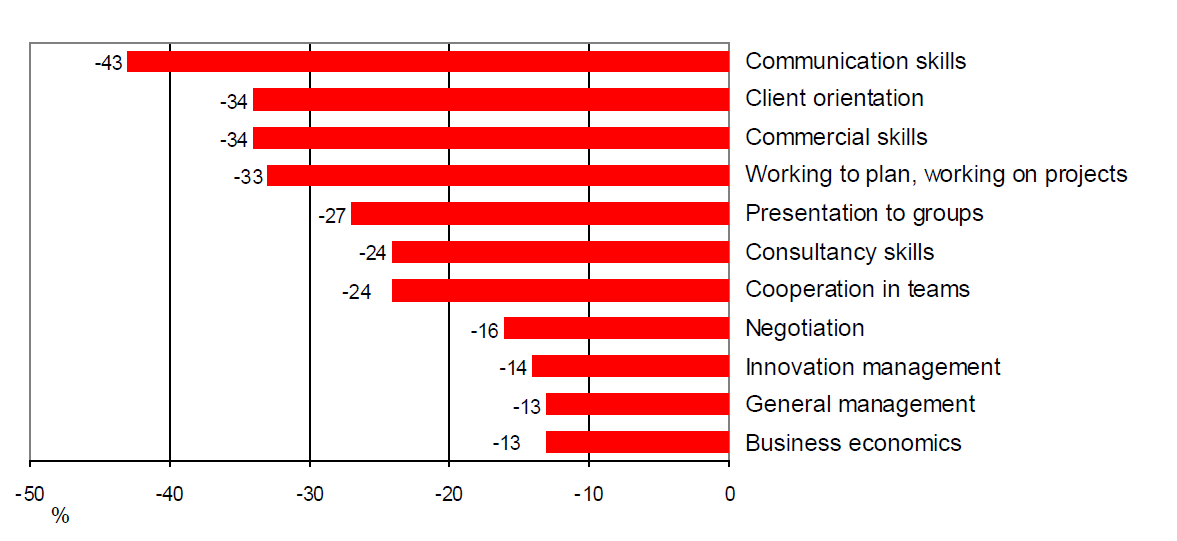 -43 Communication skills
-34 Client orientation
-34 Commercial skills
-33 Working to plan, working on projects
-27 Presentation to groups
-24 Consultancy skills
-24 Cooperation in teams
-16 Negotiation
-14 Innovation management
-13 General management
-13 Business economics
-50 -40 -30 -20 -10 0
%